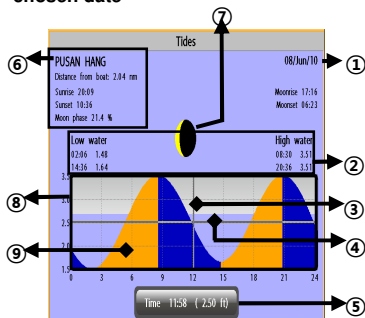 chosen date
⑦
Tides
⑥
PUSAN HANG
08/Jun/10
①
Distance from boat: 2.04 nm
Sunrise 20:09
Moonrise 17:16
Sunset 10:36
Moonset 06:23
Moon phase 21.4 %
Low water
High water
02:06 1.48
08:30 3.51
②
14:36 1.64
20:36 3.51
⑧
3.5
3.0
③
2.5
④
⑨
2.0
1.5
0 3 6 9 12 15 18 21 24
Time 11:58 ( 2.50 ft)
⑤